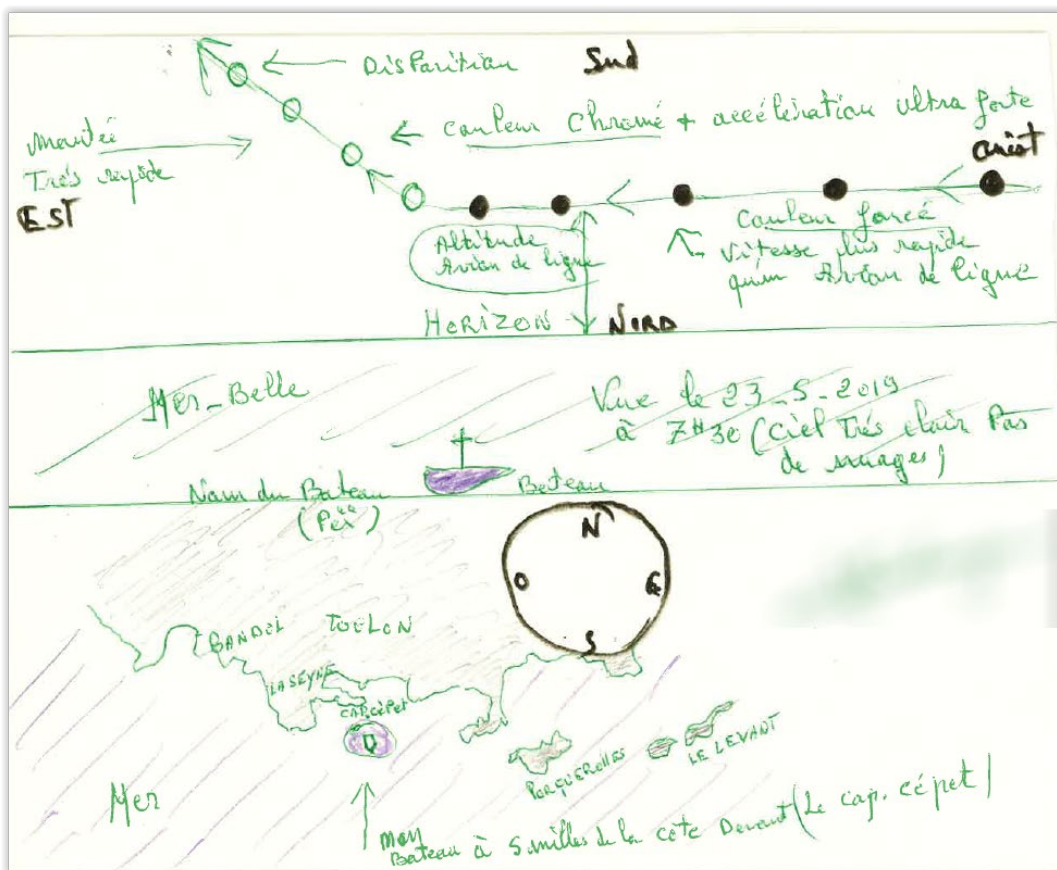 Disparition
Sud
Couleur Chromé + accélération ultra forte
Montée
Très rapide
EST
Ouest
Altitude
Avion de ligne
Couleur foncé
Vitesse plus rapide
qu'un Avion de ligne
HORIZON
NORD
Mer-Belle
Vue le 23-5-2019
à 7H30 (ciel Très clair Pas
de nuages)
Nom du Bateau
Bateau
N
O
E
S
BANDOL
TOULON
LA SEYNE
CAP CÉPET
PORQUEROLLES
LE LEVANT
Mer
mon
Bateau à 5 milles de la côte Devant (Le cap. cépet)